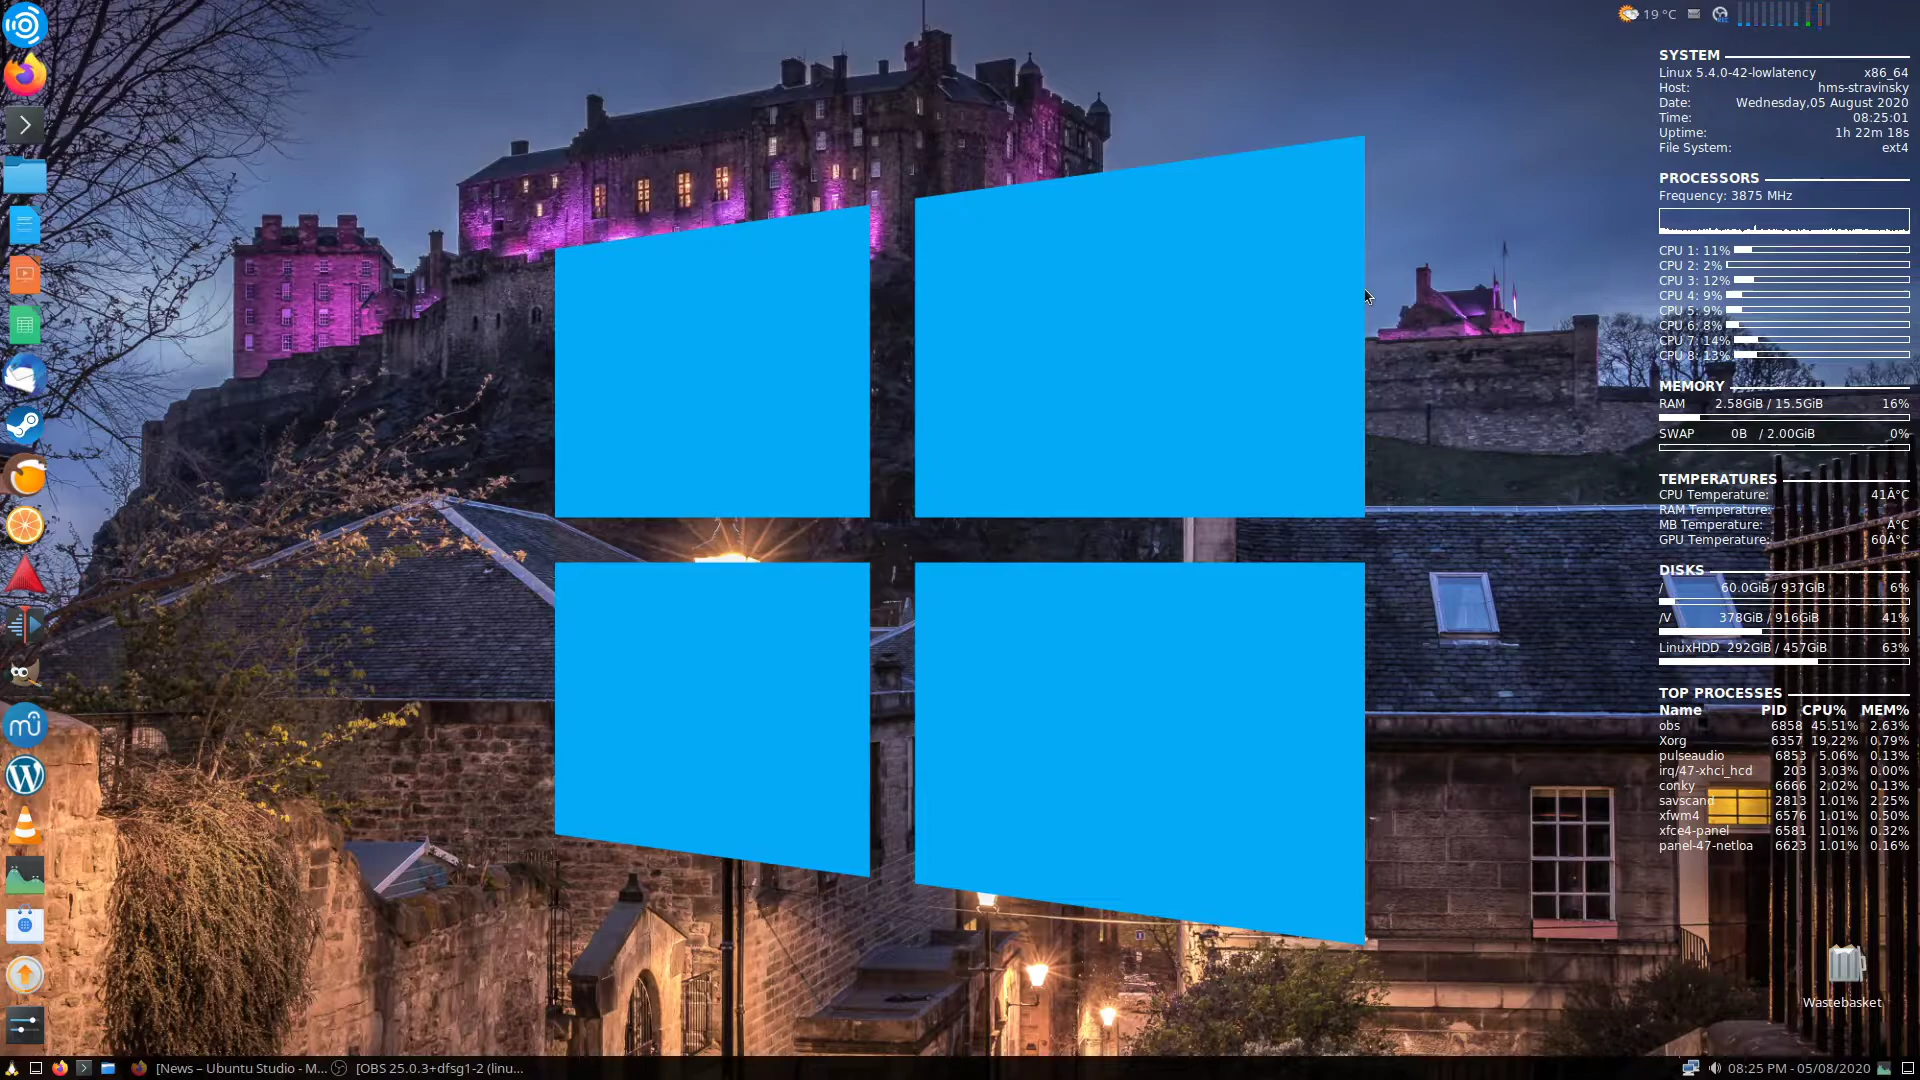 19 °C
SYSTEM
Linux 5.4.0-42-lowlatency x86_64
Host: hms-stravinsky
Date: Wednesday,05 August 2020
Time: 08:25:01
Uptime: 1h 22m 18s
File System: ext4
PROCESSORS
Frequency: 3875 MHz
CPU 1: 11%
CPU 2: 2%
CPU 3: 12%
CPU 4: 9%
CPU 5: 9%
CPU 6: 8%
CPU 7: 14%
CPU 8: 13%
MEMORY
RAM 2.58GiB / 15.5GiB 16%
SWAP 0B / 2.00GiB 0%
TEMPERATURES
CPU Temperature: 41Â°C
RAM Temperature:
MB Temperature: Â°C
GPU Temperature: 60Â°C
DISKS
/ 60.0GiB / 937GiB 6%
/V 378GiB / 916GiB 41%
LinuxHDD 292GiB / 457GiB 63%
TOP PROCESSES
Name PID CPU% MEM%
obs 6858 45.51% 2.63%
Xorg 6357 19.22% 0.79%
pulseaudio 6853 5.06% 0.13%
irq/47-xhci_hcd 203 3.03% 0.00%
conky 6666 2.02% 0.13%
savscand 2813 1.01% 2.25%
xfwm4 6576 1.01% 0.50%
xfce4-panel 6581 1.01% 0.32%
panel-47-netloa 6623 1.01% 0.16%
Wastebasket
[News – Ubuntu Studio - M... [OBS 25.0.3+dfsg1-2 (linu... 08:25 PM - 05/08/2020